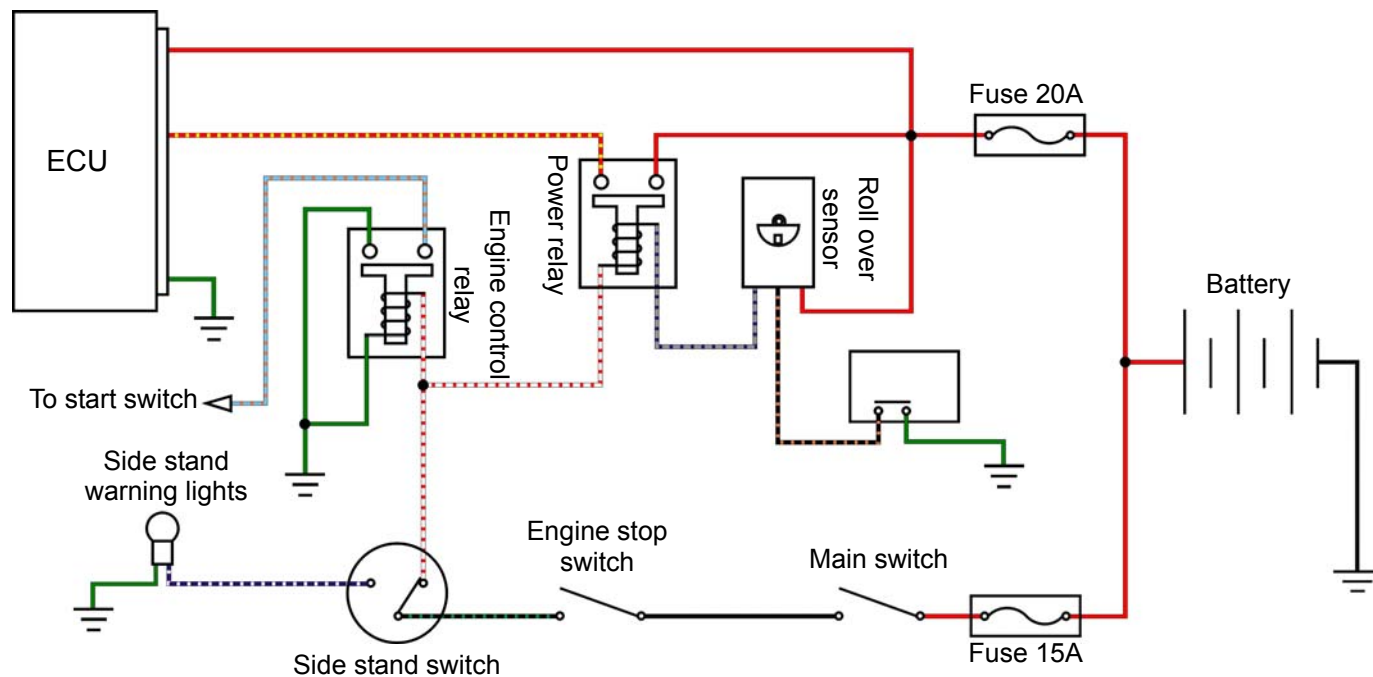 ECU
Fuse 20A
Power relay
Roll over
sensor
Engine control
relay
Battery
To start switch
Side stand
warning lights
Engine stop
switch
Main switch
Side stand switch
Fuse 15A